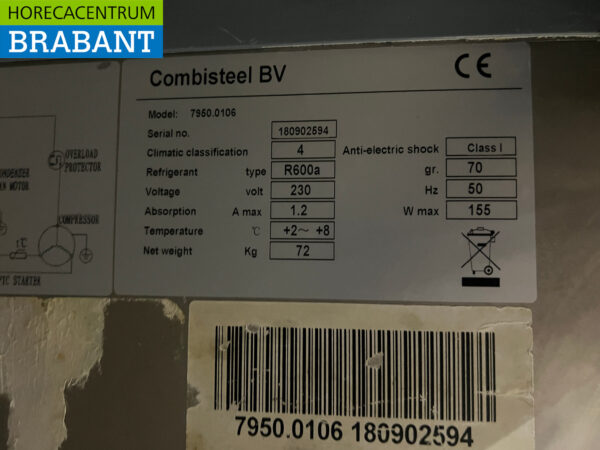 HORECACENTRUM
BRABANT
Combisteel BV
CE
Model: 7950.0106
Serial no. 180902594
Climatic classification 4 Anti-electric shock Class I
Refrigerant type R600a gr. 70
Voltage volt 230 Hz 50
Absorption A max 1.2 W max 155
Temperature °C +2~ +8
Net weight Kg 72
OVERLOAD
PROTECTOR
COMPRESSOR
STARTER
MOTOR
7950.0106 180902594